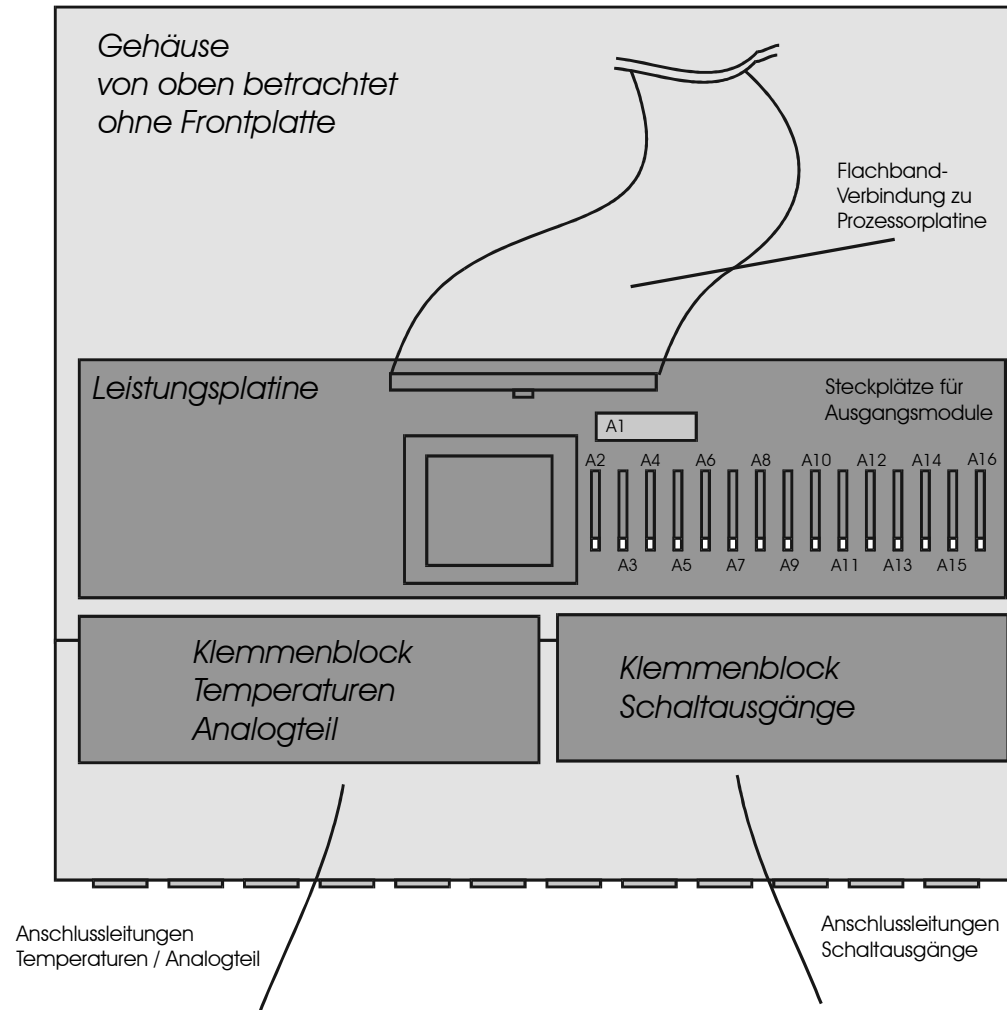 Gehäuse
von oben betrachtet
ohne Frontplatte
Flachband-
Verbindung zu
Prozessorplatine
Leistungsplatine
Steckplätze für
Ausgangsmodule
A1
A2 A4 A6 A8 A10 A12 A14 A16
A3 A5 A7 A9 A11 A13 A15
Klemmenblock
Temperaturen
Analogteil
Klemmenblock
Schaltausgänge
Anschlussleitungen
Temperaturen / Analogteil
Anschlussleitungen
Schaltausgänge